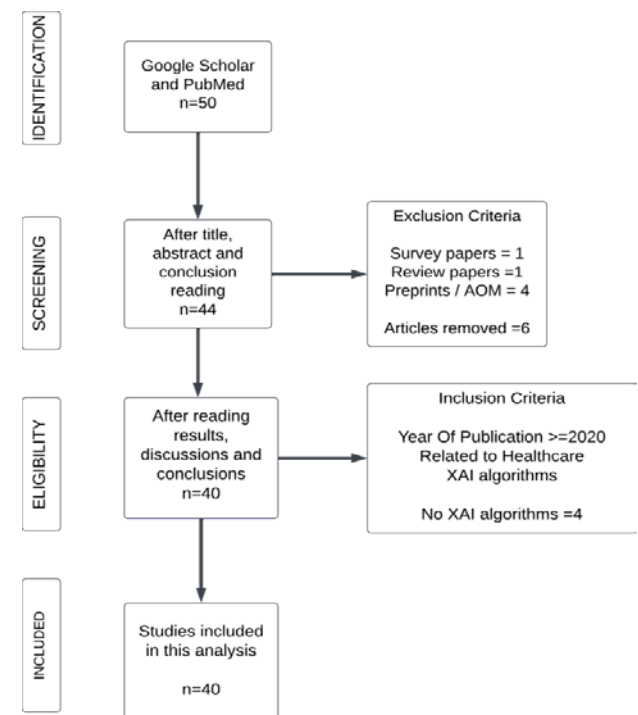 IDENTIFICATION
Google Scholar
and PubMed
n=50
SCREENING
After title,
abstract and
conclusion
reading
n=44
Exclusion Criteria
Survey papers = 1
Review papers =1
Preprints / AOM = 4
Articles removed =6
ELIGIBILITY
After reading
results,
discussions and
conclusions
n=40
Inclusion Criteria
Year Of Publication >=2020
Related to Healthcare
XAI algorithms
No XAI algorithms =4
INCLUDED
Studies included
in this analysis
n=40